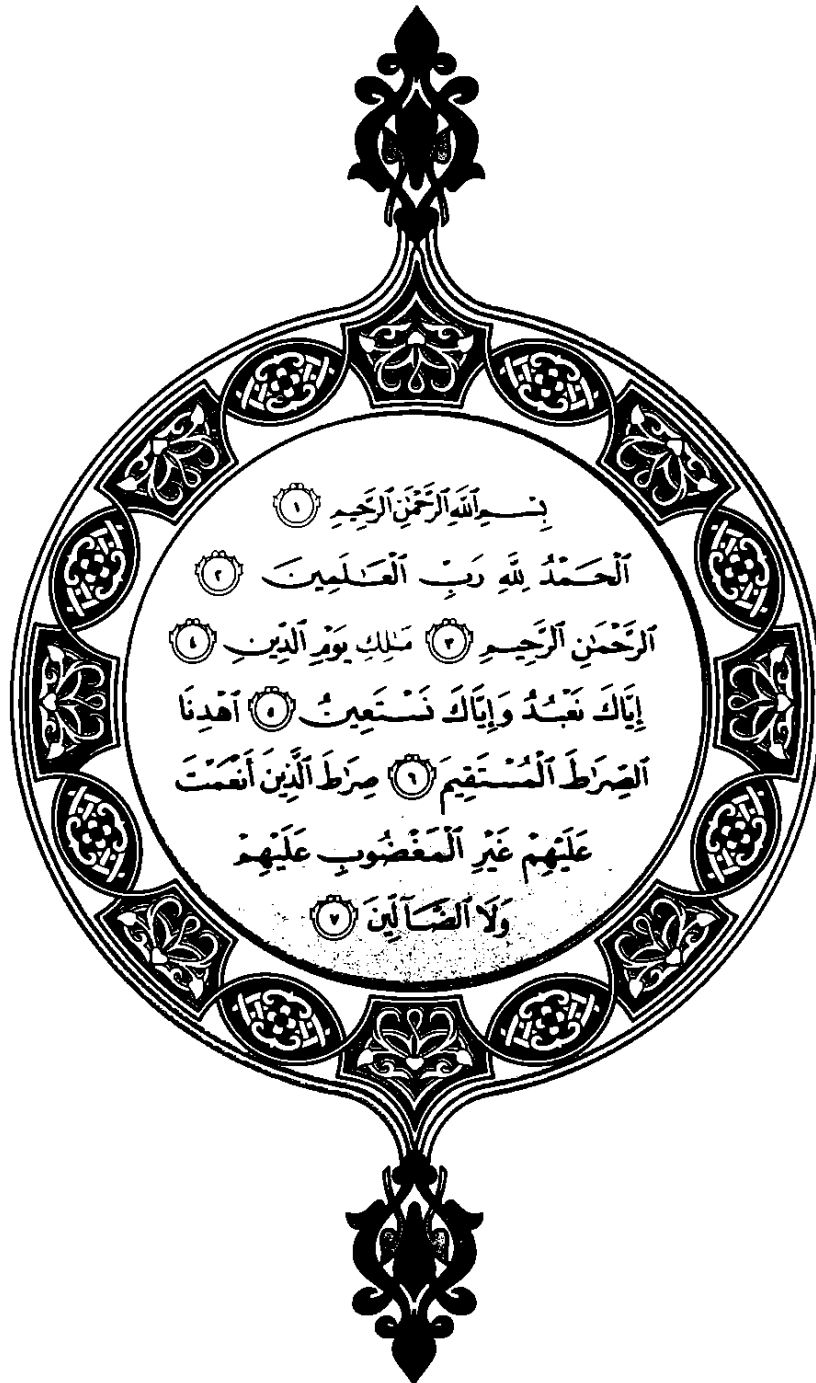 بِسْمِ ٱللَّهِ ٱلرَّحْمَٰنِ ٱلرَّحِيمِ ١
ٱلْحَمْدُ لِلَّهِ رَبِّ ٱلْعَٰلَمِينَ ٢
ٱلرَّحْمَٰنِ ٱلرَّحِيمِ ٣ مَٰلِكِ يَوْمِ ٱلدِّينِ ٤
إِيَّاكَ نَعْبُدُ وَإِيَّاكَ نَسْتَعِينُ ٥ ٱهْدِنَا
ٱلصِّرَٰطَ ٱلْمُسْتَقِيمَ ٦ صِرَٰطَ ٱلَّذِينَ أَنْعَمْتَ
عَلَيْهِمْ غَيْرِ ٱلْمَغْضُوبِ عَلَيْهِمْ
وَلَا ٱلضَّآلِّينَ ٧